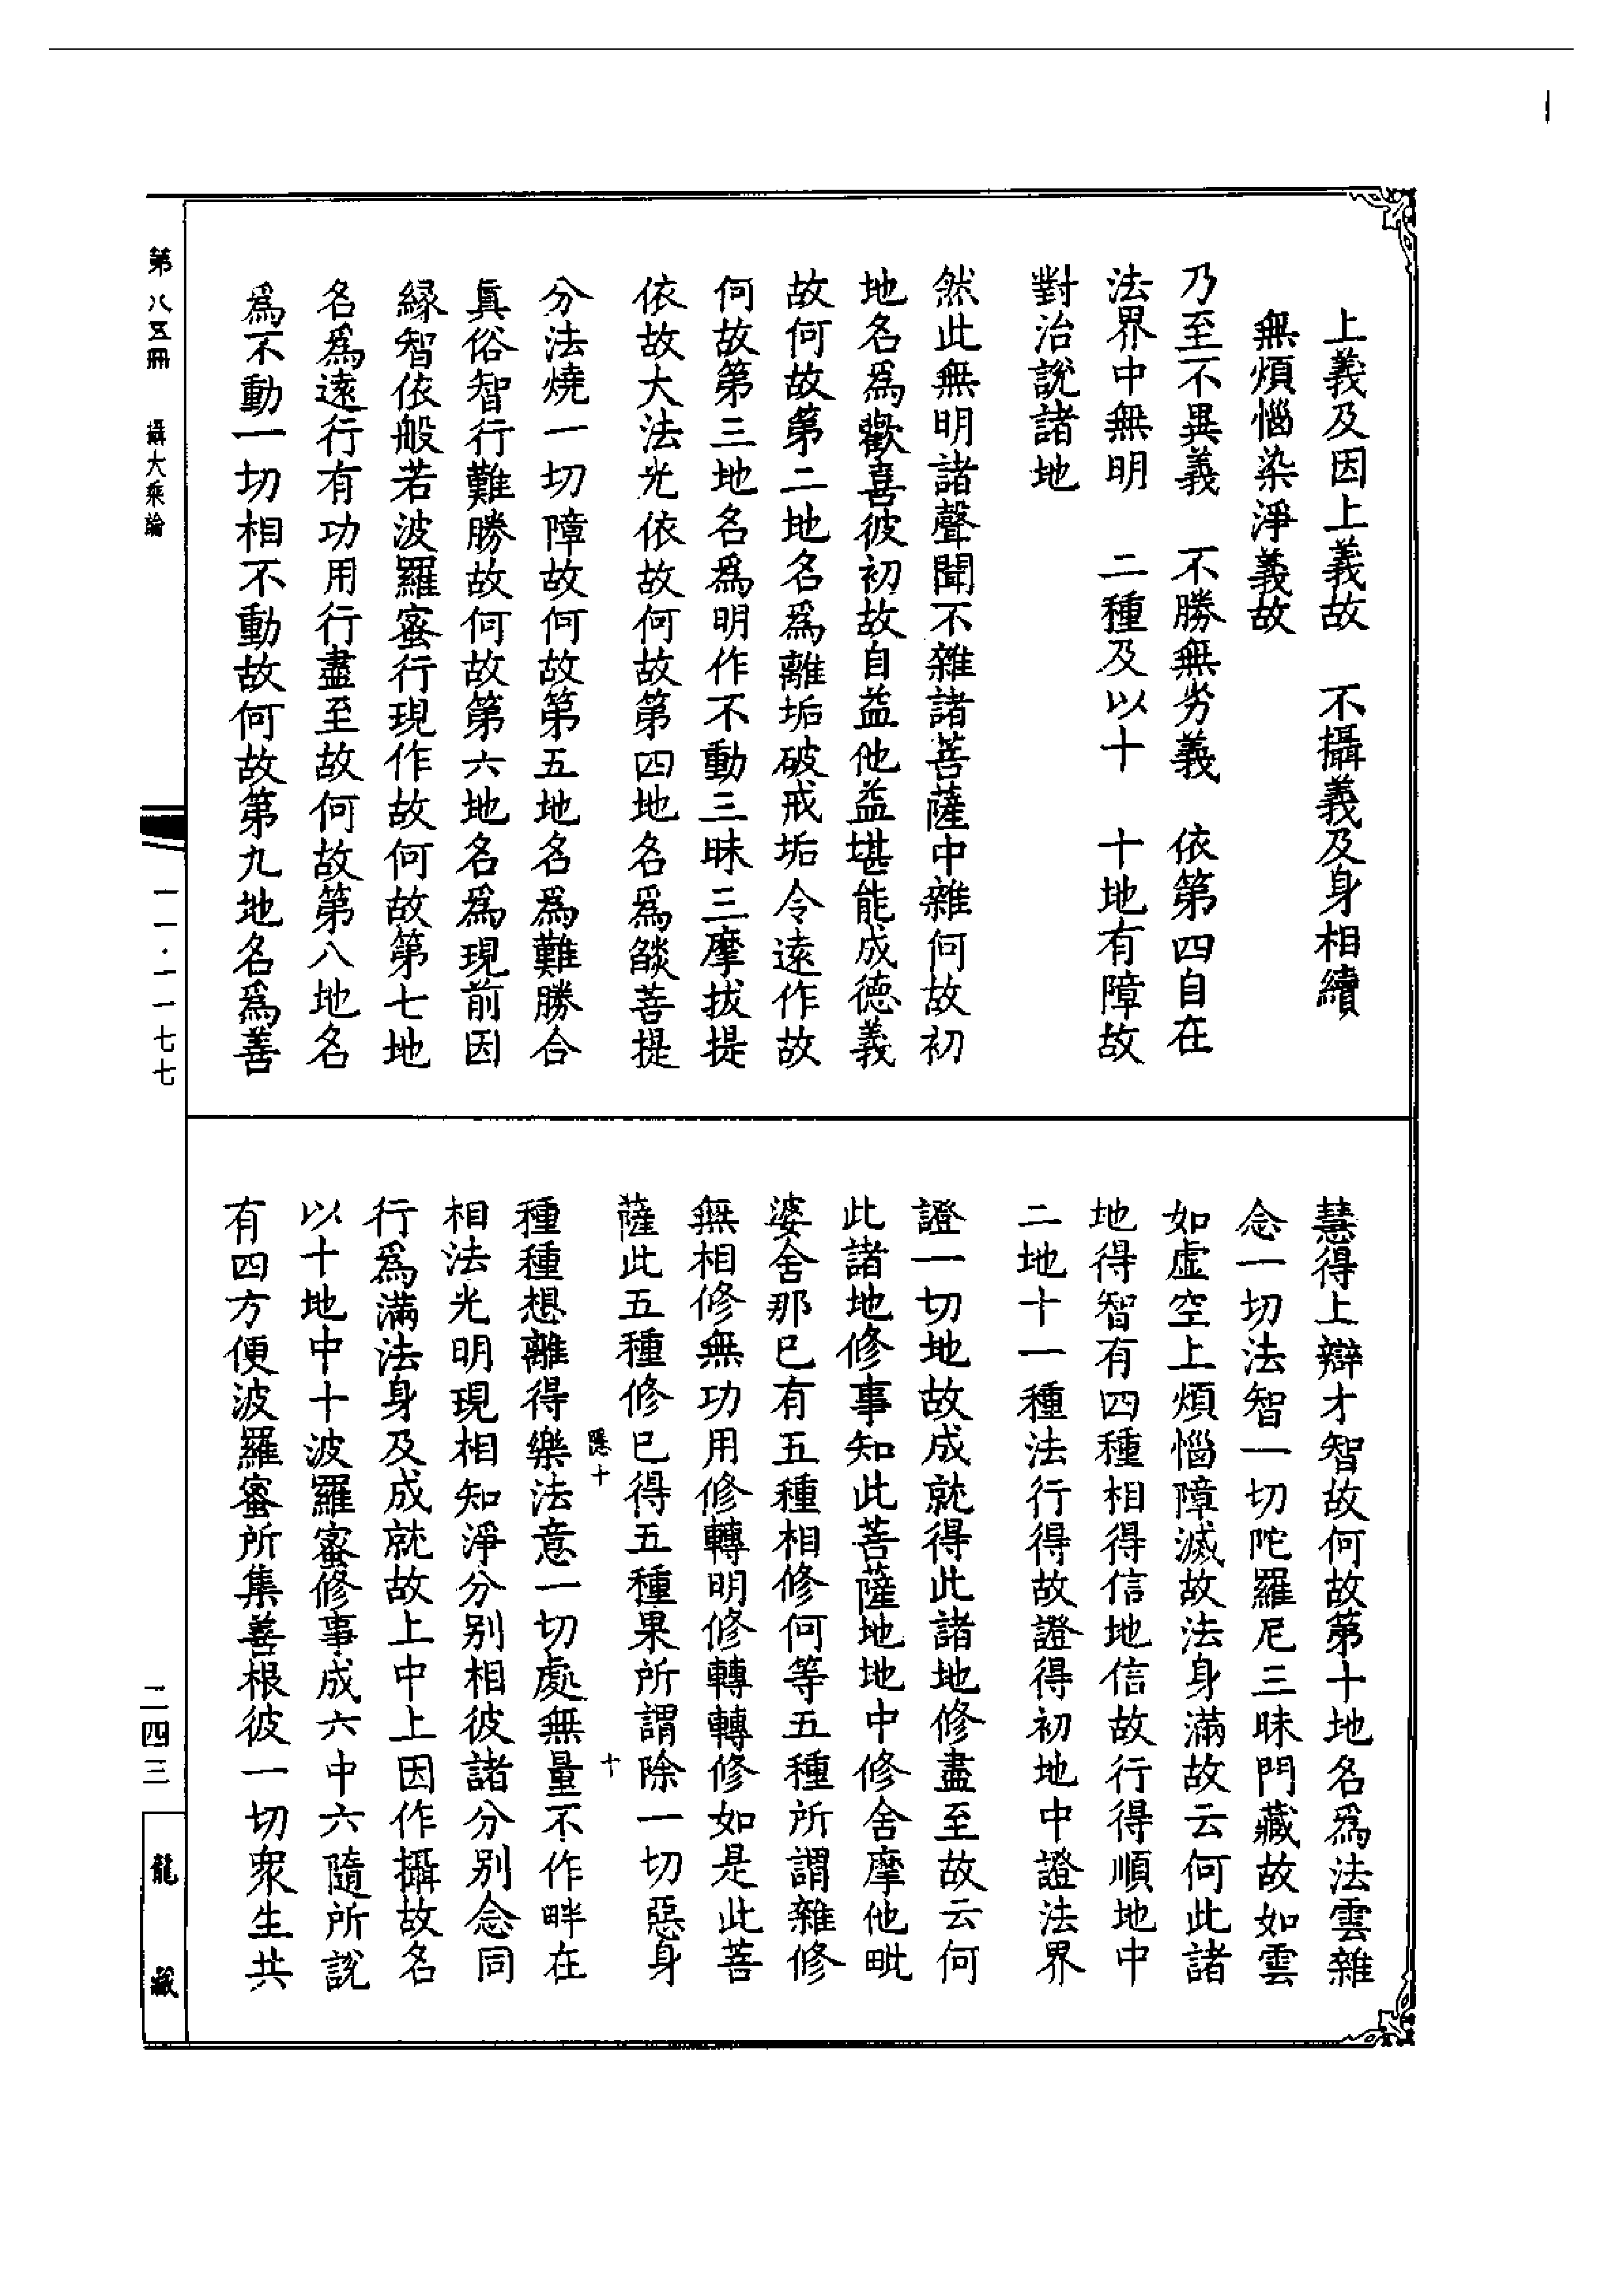 上義及因上義故　不攝義及身相續
無煩惱染淨義故
乃至不異義　不勝無劣義　依第四自在
法界中無明　二種及以十　十地有障故
對治說諸地
然此無明諸聲聞不雜諸菩薩中雜何故初
地名爲歡喜彼初故自益他益堪能成德義
故何故第二地名爲離垢破戒垢令遠作故
何故第三地名爲明作不動三昧三摩拔提
依故大法光依故何故第四地名爲燄菩提
分法燒一切障故何故第五地名爲難勝合
眞俗智行難勝故何故第六地名爲現前因
緣智依般若波羅蜜行現作故何故第七地
名爲遠行有功用行盡至故何故第八地名
爲不動一切相不動故何故第九地名爲善
慧得上辯才智故何故第十地名爲法雲雜
念一切法智一切陀羅尼三昧門藏故如雲
如虛空上煩惱障滅故法身滿故云何此諸
地得智有四種相得信地信故行得順地中
二地十一種法行得故證得初地中證法界
證一切地故成就得此諸地修盡至故云何
此諸地修事知此菩薩地地中修舍摩他毗
婆舍那已有五種相修何等五種所謂雜修
無相修無功用修轉明修轉轉修如是此菩
薩此五種修已得五種果所謂除一切惡身
隱十
十
種種想離得樂法意一切處無量不作畔在
相法光明現相知淨分別相彼諸分別念同
行爲滿法身及成就故上中上因作攝故名
以十地中十波羅蜜修事成六中六隨所說
有四方便波羅蜜所集善根彼一切衆生共
第八五冊　攝大乘論
一一·一一七七
二四三
龍藏